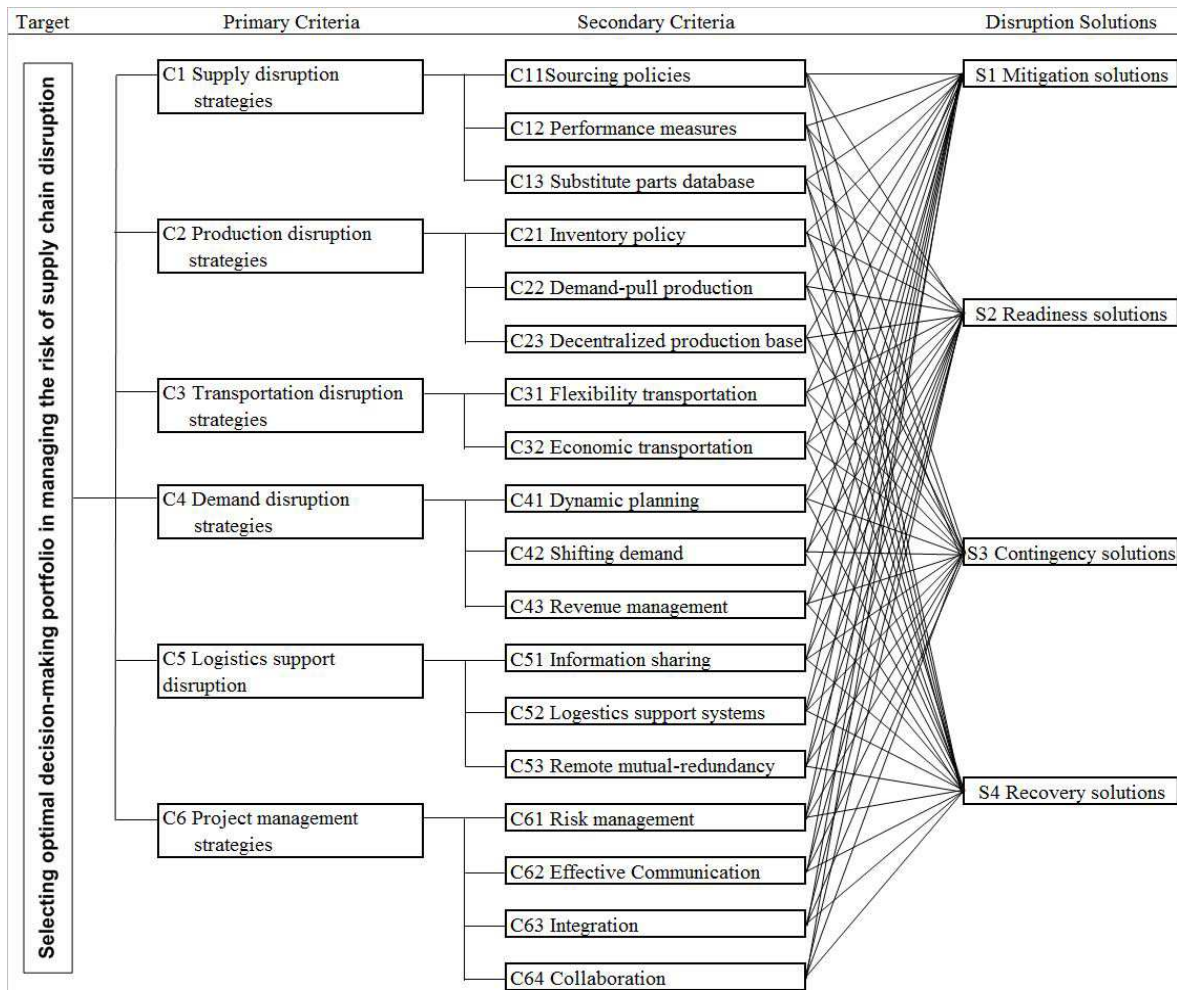 Target
Primary Criteria
Secondary Criteria
Disruption Solutions
Selecting optimal decision-making portfolio in managing the risk of supply chain disruption
C1 Supply disruption
strategies
C2 Production disruption
strategies
C3 Transportation disruption
strategies
C4 Demand disruption
strategies
C5 Logistics support
disruption
C6 Project management
strategies
C11Sourcing policies
C12 Performance measures
C13 Substitute parts database
C21 Inventory policy
C22 Demand-pull production
C23 Decentralized production base
C31 Flexibility transportation
C32 Economic transportation
C41 Dynamic planning
C42 Shifting demand
C43 Revenue management
C51 Information sharing
C52 Logestics support systems
C53 Remote mutual-redundancy
C61 Risk management
C62 Effective Communication
C63 Integration
C64 Collaboration
S1 Mitigation solutions
S2 Readiness solutions
S3 Contingency solutions
S4 Recovery solutions